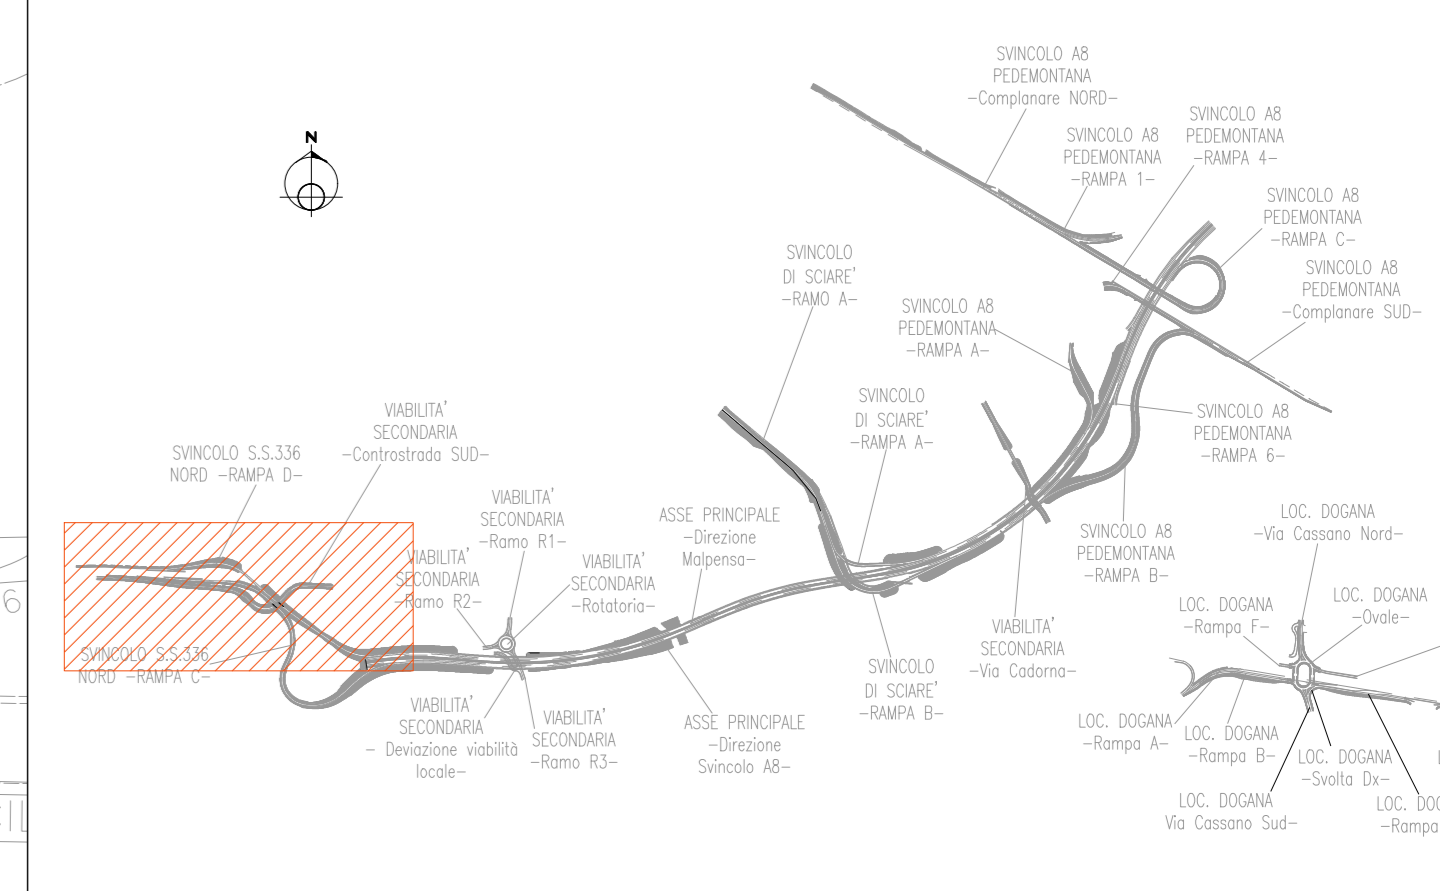 SVINCOLO A8
PEDEMONTANA
-Complanare NORD-
SVINCOLO A8
PEDEMONTANA
-RAMPA 4-
SVINCOLO A8
PEDEMONTANA
-RAMPA 1-
N
SVINCOLO A8
PEDEMONTANA
-RAMPA C-
SVINCOLO
DI SCIARE'
-RAMO A-
SVINCOLO A8
PEDEMONTANA
-Complanare SUD-
SVINCOLO A8
PEDEMONTANA
-RAMPA A-
SVINCOLO
DI SCIARE'
-RAMPA A-
VIABILITA'
SECONDARIA
-Controstrada SUD-
SVINCOLO A8
PEDEMONTANA
-RAMPA 6-
SVINCOLO S.S.336
NORD -RAMPA D-
VIABILITA'
SECONDARIA
-Ramo R1-
ASSE PRINCIPALE
-Direzione
Malpensa-
LOC. DOGANA
-Via Cassano Nord-
SVINCOLO A8
PEDEMONTANA
-RAMPA B-
VIABILITA'
SECONDARIA
-Ramo R2-
VIABILITA'
SECONDARIA
-Rotatoria-
6
LOC. DOGANA
-Rampa F-
LOC. DOGANA
-Ovale-
VIABILITA'
SECONDARIA
-Via Cadorna-
SVINCOLO S.S.336
NORD -RAMPA C-
SVINCOLO
DI SCIARE'
-RAMPA B-
VIABILITA'
SECONDARIA
- Deviazione viabilità
locale-
VIABILITA'
SECONDARIA
-Ramo R3-
ASSE PRINCIPALE
-Direzione
Svincolo A8-
LOC. DOGANA
-Rampa A-
LOC. DOGANA
-Rampa B-
LOC. DOGANA
-Svolta Dx-
LOC. DOGANA
Via Cassano Sud-
LOC. DOG
-Rampa